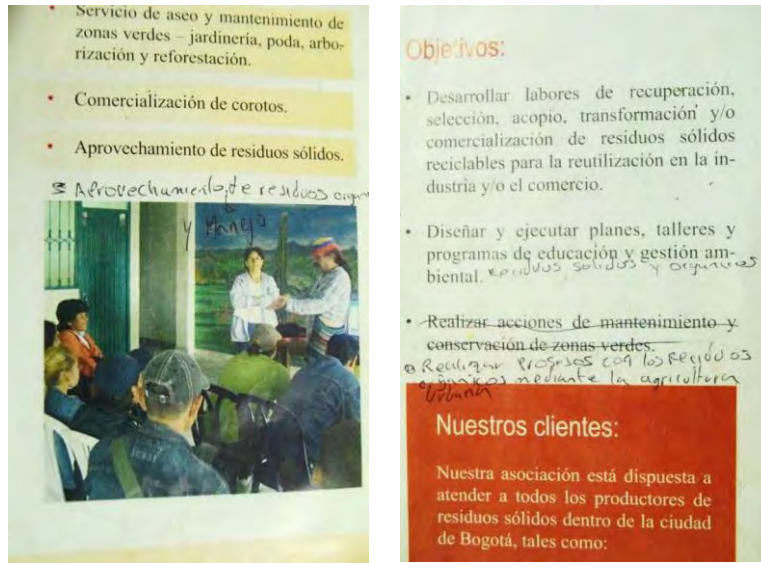 Servicio de aseo y mantenimiento de
zonas verdes – jardinería, poda, arbo-
rización y reforestación.
Comercialización de corotos.
Aprovechamiento de residuos sólidos.
Aprovechamiento de residuos
y Manejo
Objetivos:
• Desarrollar labores de recuperación,
selección, acopio, transformación y/o
comercialización de residuos sólidos
reciclables para la reutilización en la in-
dustria y/o el comercio.
• Diseñar y ejecutar planes, talleres y
programas de educación y gestión am-
biental. Residuos solidos y organicos
• Realizar acciones de mantenimiento y
conservación de zonas verdes.
Realizar Prosesos con los Residuos
organicos mediante la agricultura
Urbana
Nuestros clientes:
Nuestra asociación está dispuesta a
atender a todos los productores de
residuos sólidos dentro de la ciudad
de Bogotá, tales como: